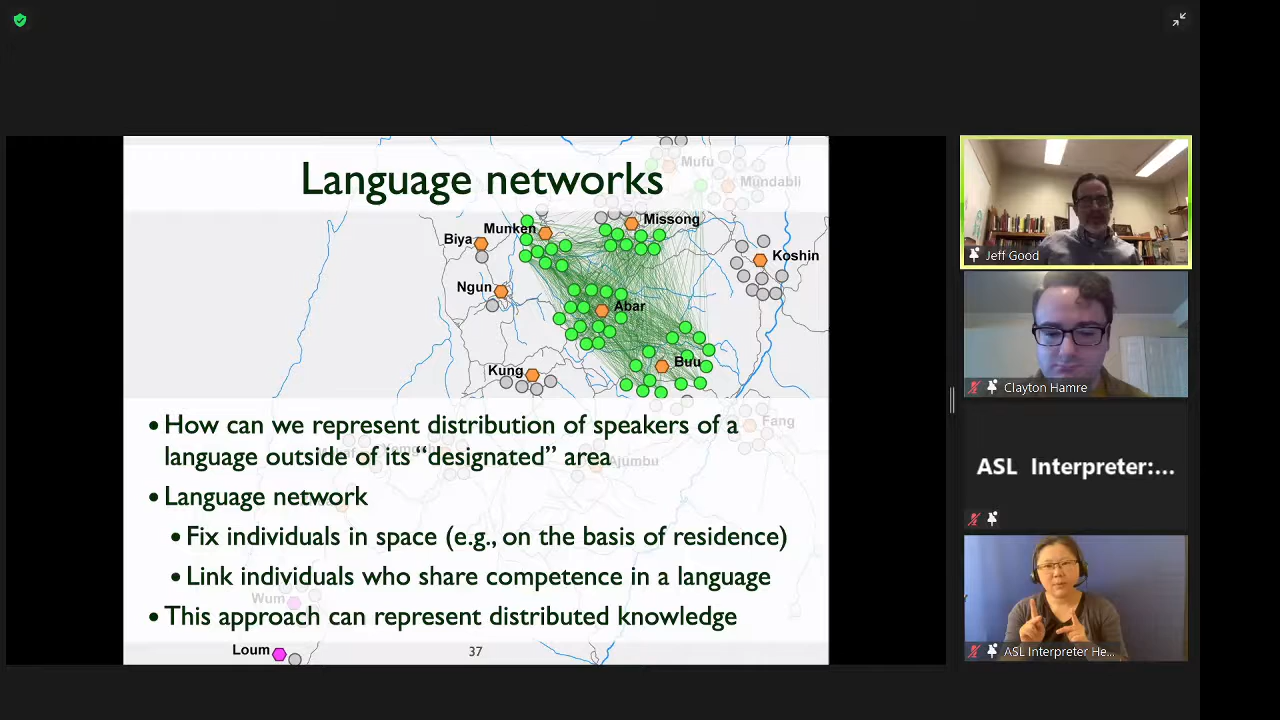 Language networks
Mufu
Mundabli
Missong
Munken
Biya
Koshin
Ngun
Abar
Buu
Kung
• How can we represent distribution of speakers of a
language outside of its “designated” area
Fang
Ajumbu
• Language network
• Fix individuals in space (e.g., on the basis of residence)
• Link individuals who share competence in a language
Wum
• This approach can represent distributed knowledge
Loum
37
Jeff Good
Clayton Hamre
ASL Interpreter:...
ASL Interpreter He...